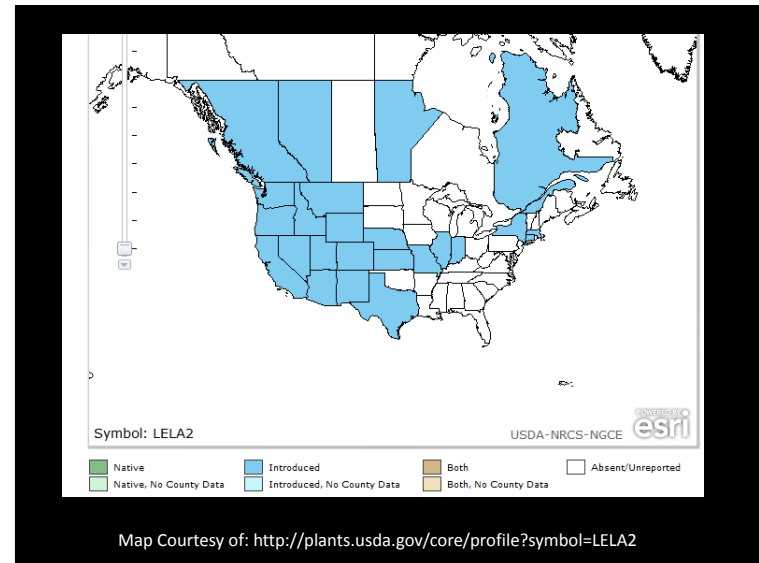 POWERED BY
esri
Symbol: LELA2
USDA-NRCS-NGCE
Native
Introduced
Both
Absent/Unreported
Native, No County Data
Introduced, No County Data
Both, No County Data
Map Courtesy of: http://plants.usda.gov/core/profile?symbol=LELA2